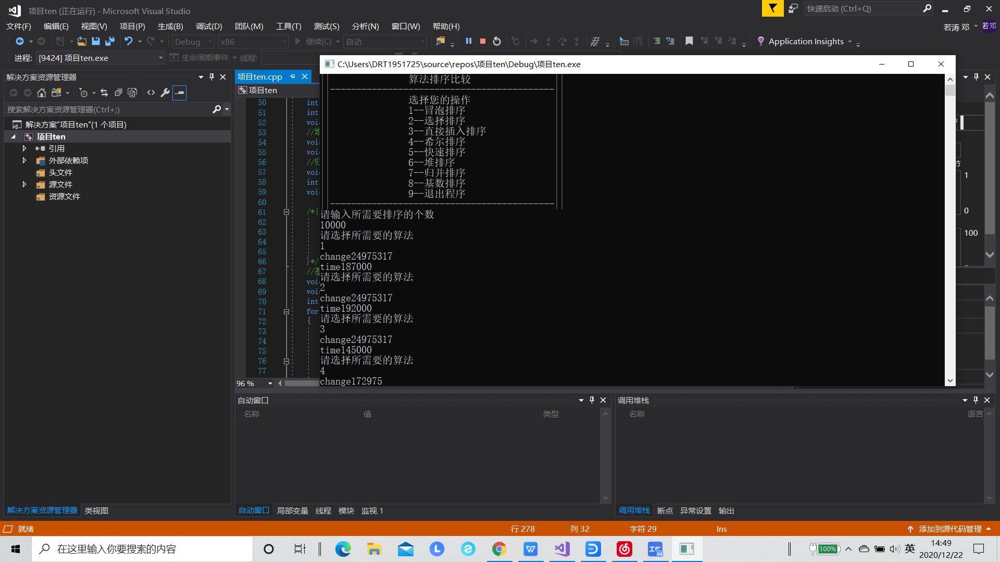 项目ten (正在运行) - Microsoft Visual Studio
快速启动 (Ctrl+Q)
文件(F) 编辑(E) 视图(V) 项目(P) 生成(B) 调试(D) 团队(M) 工具(T) 测试(S) 分析(N) 窗口(W) 帮助(H)
若涛 邓 若邓
Debug x86 继续(C) 自动 Application Insights
进程: [9424] 项目ten.exe 生命周期事件 线程:
解决方案资源管理器
搜索解决方案资源管理器(Ctrl+;)
解决方案"项目ten"(1 个项目)
项目ten
引用
外部依赖项
头文件
源文件
资源文件
解决方案资源管理器 类视图
项目ten.cpp
项目ten
50 int
51 int
52 voi
53 //堆
54 voi
55 voi
56 //归
57 voi
58 int
59 voi
60
61 /*{
62
63
64
65
66 }*/
67 //基
68 voi
69 voi
70 int
71 for
72 {
73
74
75
76
77
96 %
C:\Users\DRT1951725\source\repos\项目ten\Debug\项目ten.exe
算法排序比较
选择您的操作
1--冒泡排序
2--选择排序
3--直接插入排序
4--希尔排序
5--快速排序
6--堆排序
7--归并排序
8--基数排序
9--退出程序
请输入所需要排序的个数
10000
请选择所需要的算法
1
change24975317
time187000
请选择所需要的算法
2
change24975317
time192000
请选择所需要的算法
3
change24975317
time145000
请选择所需要的算法
4
change172975
节
1
0
100
自动窗口
名称 值 类型
自动窗口 局部变量 线程 模块 监视 1
调用堆栈
名称 语言
调用堆栈 断点 异常设置 输出
就绪 行 278 列 32 字符 29 Ins 添加到源代码管理
在这里输入你要搜索的内容
100% 英 14:49
2020/12/22